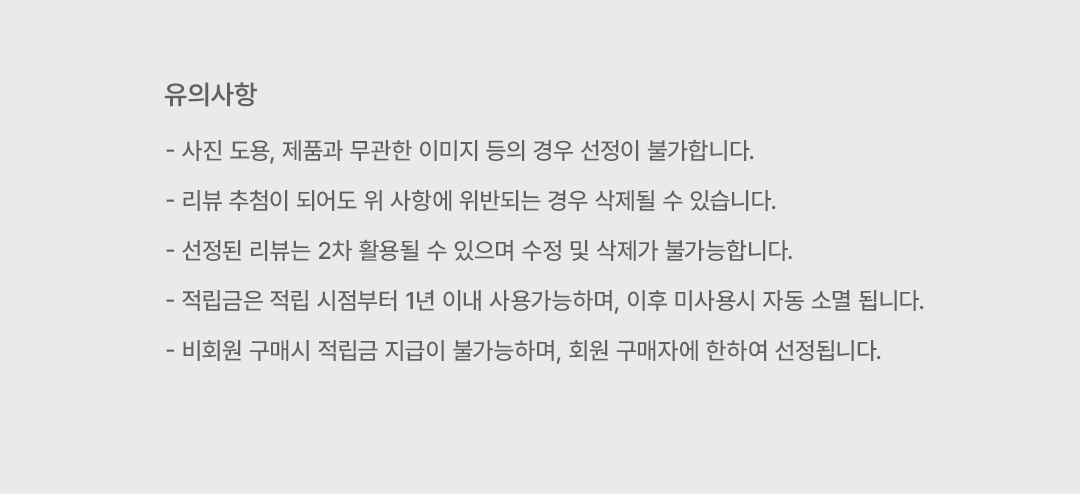 유의사항
- 사진 도용, 제품과 무관한 이미지 등의 경우 선정이 불가합니다.
- 리뷰 추첨이 되어도 위 사항에 위반되는 경우 삭제될 수 있습니다.
- 선정된 리뷰는 2차 활용될 수 있으며 수정 및 삭제가 불가능합니다.
- 적립금은 적립 시점부터 1년 이내 사용가능하며, 이후 미사용시 자동 소멸 됩니다.
- 비회원 구매시 적립금 지급이 불가능하며, 회원 구매자에 한하여 선정됩니다.